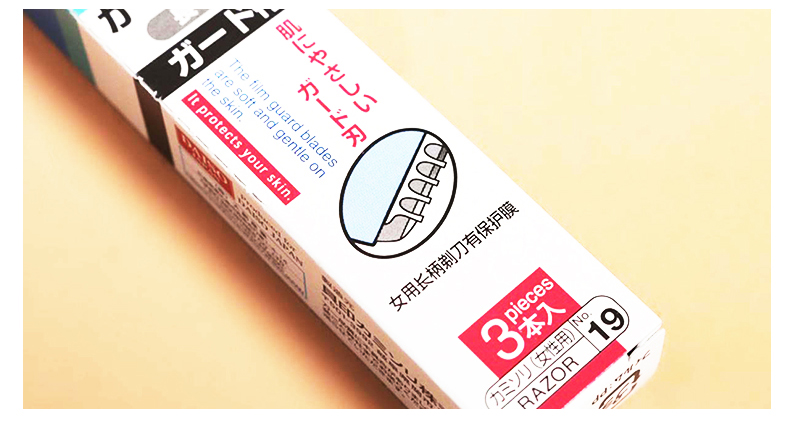 ガード
肌にやさしい
ガード刃
The film guard blades
are soft and gentle on
the skin.
It protects your skin.
DAISO
女用长柄剃刀有保护膜
3 pieces
本入
カミソリ（女性用）
RAZOR
No.
19